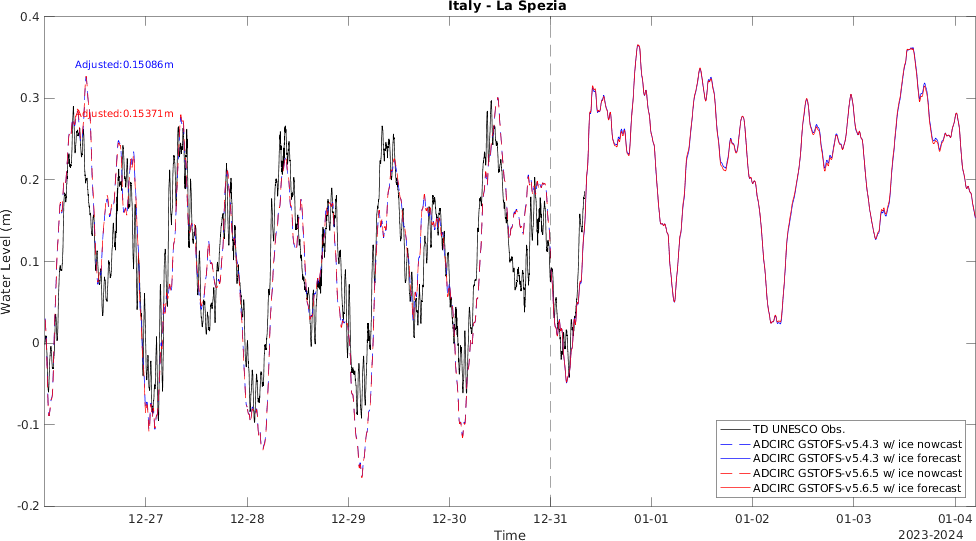 Italy - La Spezia
Adjusted:0.15086m
Adjusted:0.15371m
Water Level (m)
0.4
0.3
0.2
0.1
0
-0.1
-0.2
12-27
12-28
12-29
12-30
12-31
01-01
01-02
01-03
01-04
Time
2023-2024
TD UNESCO Obs.
ADCIRC GSTOFS-v5.4.3 w/ ice nowcast
ADCIRC GSTOFS-v5.4.3 w/ ice forecast
ADCIRC GSTOFS-v5.6.5 w/ ice nowcast
ADCIRC GSTOFS-v5.6.5 w/ ice forecast